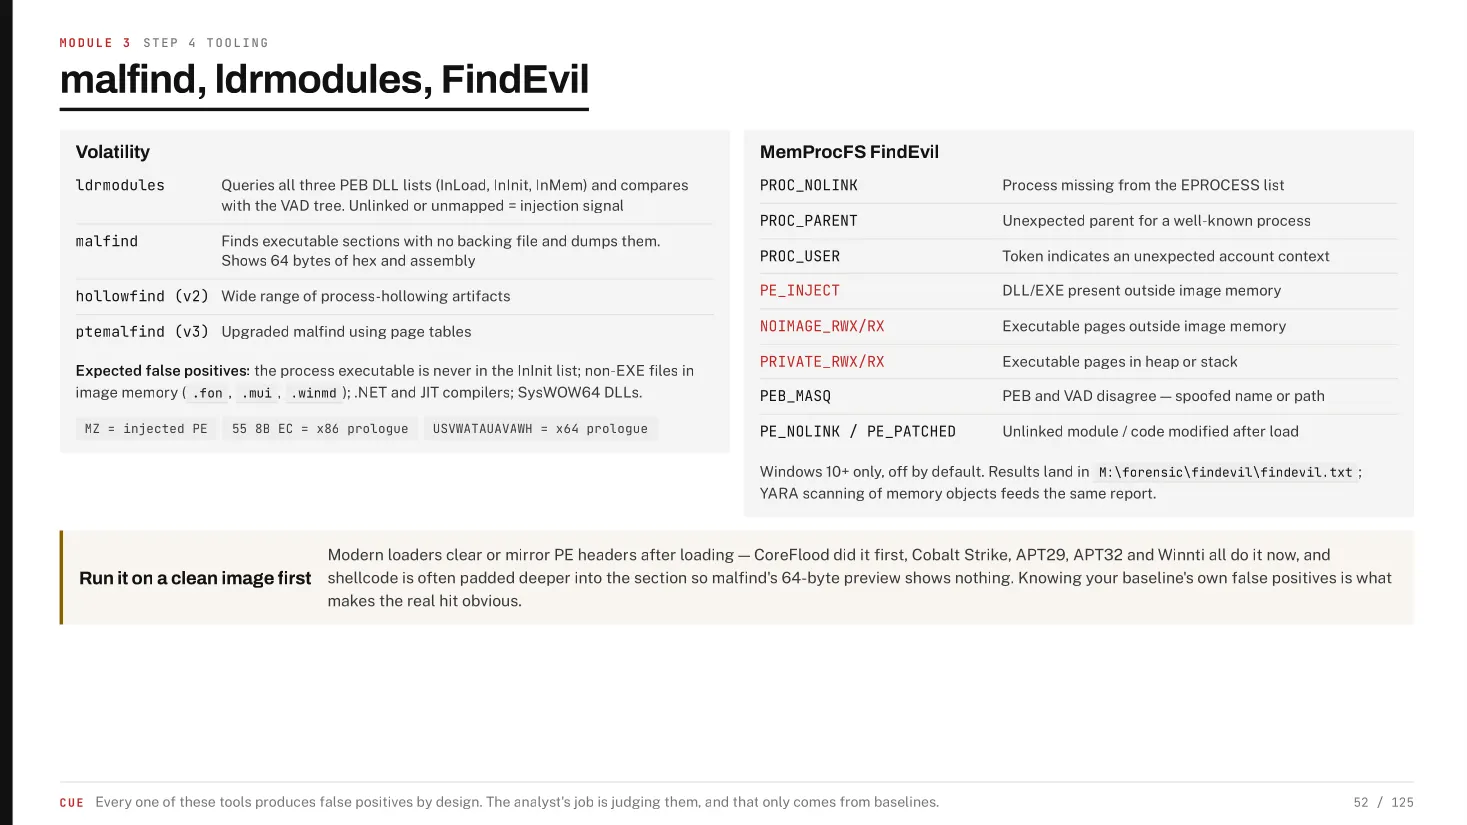 MODULE 3 STEP 4 TOOLING
malfind, ldrmodules, FindEvil
Volatility
ldrmodules Queries all three PEB DLL lists (InLoad, InInit, InMem) and compares
with the VAD tree. Unlinked or unmapped = injection signal
malfind Finds executable sections with no backing file and dumps them.
Shows 64 bytes of hex and assembly
hollowfind (v2) Wide range of process-hollowing artifacts
ptemalfind (v3) Upgraded malfind using page tables
Expected false positives: the process executable is never in the InInit list; non-EXE files in
image memory ( .fon , .mui , .winmd ); .NET and JIT compilers; SysWOW64 DLLs.
MZ = injected PE 55 8B EC = x86 prologue USVWATAUAVAWH = x64 prologue
MemProcFS FindEvil
PROC_NOLINK Process missing from the EPROCESS list
PROC_PARENT Unexpected parent for a well-known process
PROC_USER Token indicates an unexpected account context
PE_INJECT DLL/EXE present outside image memory
NOIMAGE_RWX/RX Executable pages outside image memory
PRIVATE_RWX/RX Executable pages in heap or stack
PEB_MASQ PEB and VAD disagree — spoofed name or path
PE_NOLINK / PE_PATCHED Unlinked module / code modified after load
Windows 10+ only, off by default. Results land in M:\forensic\findevil\findevil.txt ;
YARA scanning of memory objects feeds the same report.
Run it on a clean image first
Modern loaders clear or mirror PE headers after loading — CoreFlood did it first, Cobalt Strike, APT29, APT32 and Winnti all do it now, and
shellcode is often padded deeper into the section so malfind's 64-byte preview shows nothing. Knowing your baseline's own false positives is what
makes the real hit obvious.
CUE Every one of these tools produces false positives by design. The analyst's job is judging them, and that only comes from baselines.
52 / 125